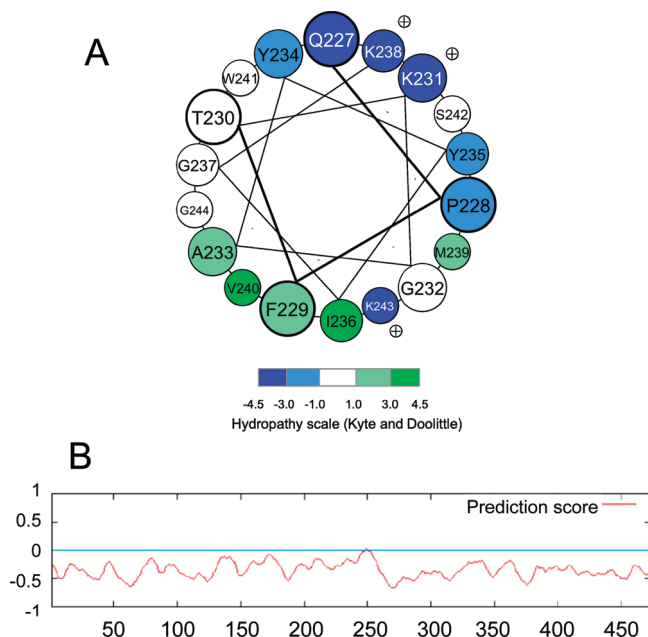 A
Q227
K238 ⊕
Y234
K231 ⊕
W241
T230
S242
Y235
G237
P228
G244
A233
M239
V240
G232
F229
I236
K243 ⊕
-4.5 -3.0 -1.0 1.0 3.0 4.5
Hydropathy scale (Kyte and Doolittle)
B
1
Prediction score
0.5
0
-0.5
-1
50 100 150 200 250 300 350 400 450